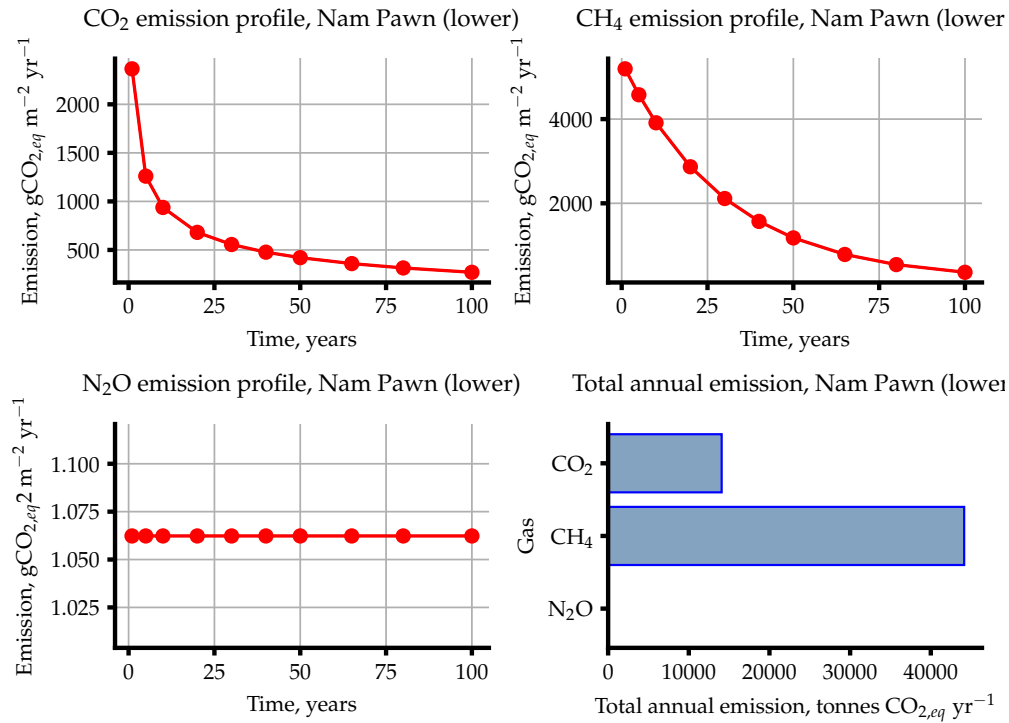 CO₂ emission profile, Nam Pawn (lower)
Emission, gCO₂,eq m⁻² yr⁻¹
2000
1500
1000
500
0 25 50 75 100
Time, years
CH₄ emission profile, Nam Pawn (lower
Emission, gCO₂,eq m⁻² yr⁻¹
4000
2000
0 25 50 75 100
Time, years
N₂O emission profile, Nam Pawn (lower)
Emission, gCO₂,eq2 m⁻² yr⁻¹
1.100
1.075
1.050
1.025
0 25 50 75 100
Time, years
Total annual emission, Nam Pawn (lower
Gas
CO₂
CH₄
N₂O
0 10000 20000 30000 40000
Total annual emission, tonnes CO₂,eq yr⁻¹